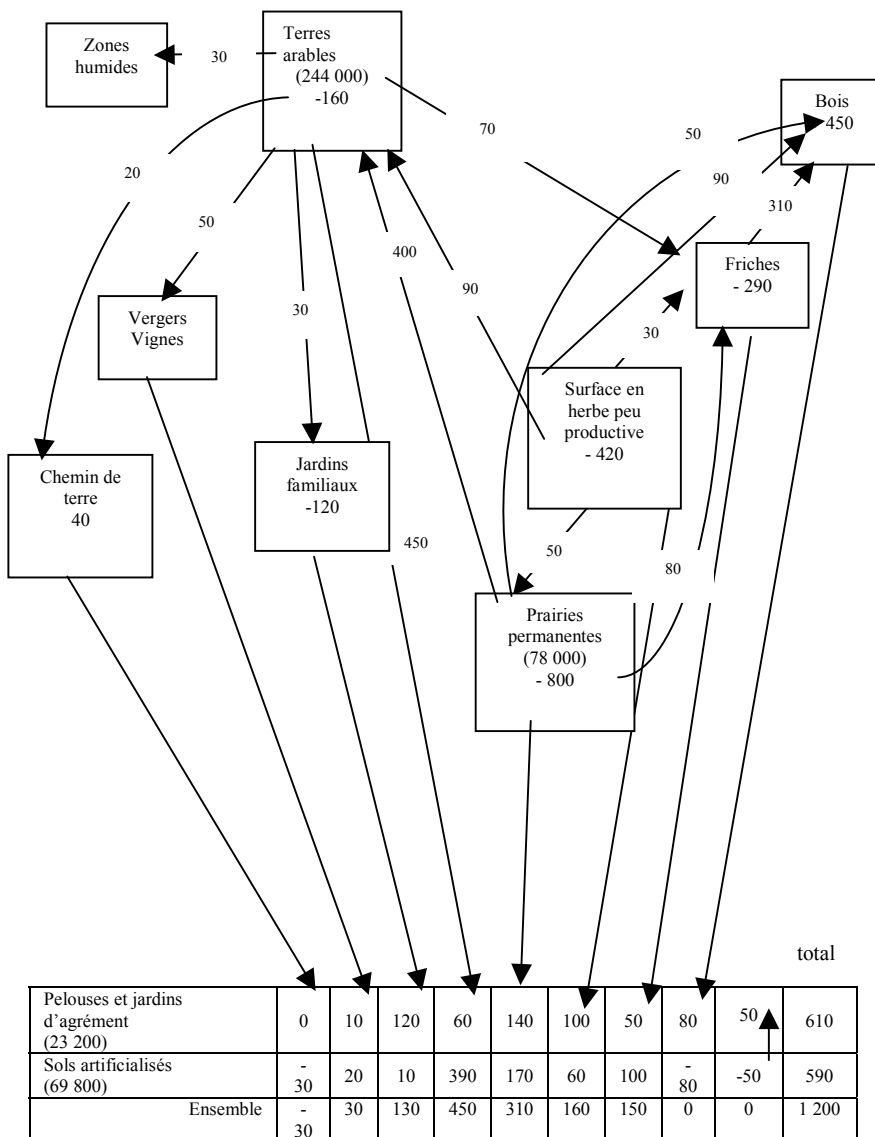 Zones
humides
30
Terres
arables
(244 000)
-160
Bois
450
70
50
90
310
20
50
400
90
30
30
Friches
- 290
Vergers
Vignes
Surface en
herbe peu
productive
- 420
Chemin de
terre
40
Jardins
familiaux
-120
450
50
80
Prairies
permanentes
(78 000)
- 800
total
Pelouses et jardins
d'agrément
(23 200)
0 10 120 60 140 100 50 80 50 610
Sols artificialisés
(69 800)
-
30 20 10 390 170 60 100 -
80 -50 590
Ensemble -
30 30 130 450 310 160 150 0 0 1 200